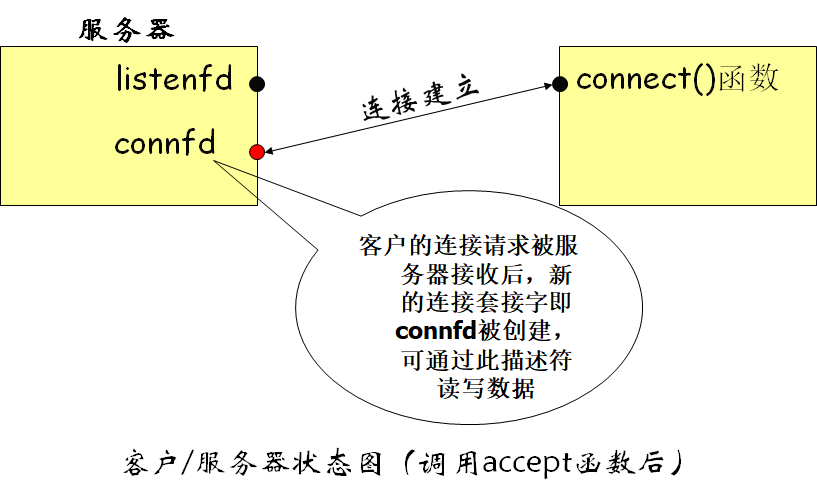 服务器
listenfd
connect()函数
连接建立
connfd
客户的连接请求被服
务器接收后，新
的连接套接字即
connfd被创建，
可通过此描述符
读写数据
客户/服务器状态图（调用accept函数后）